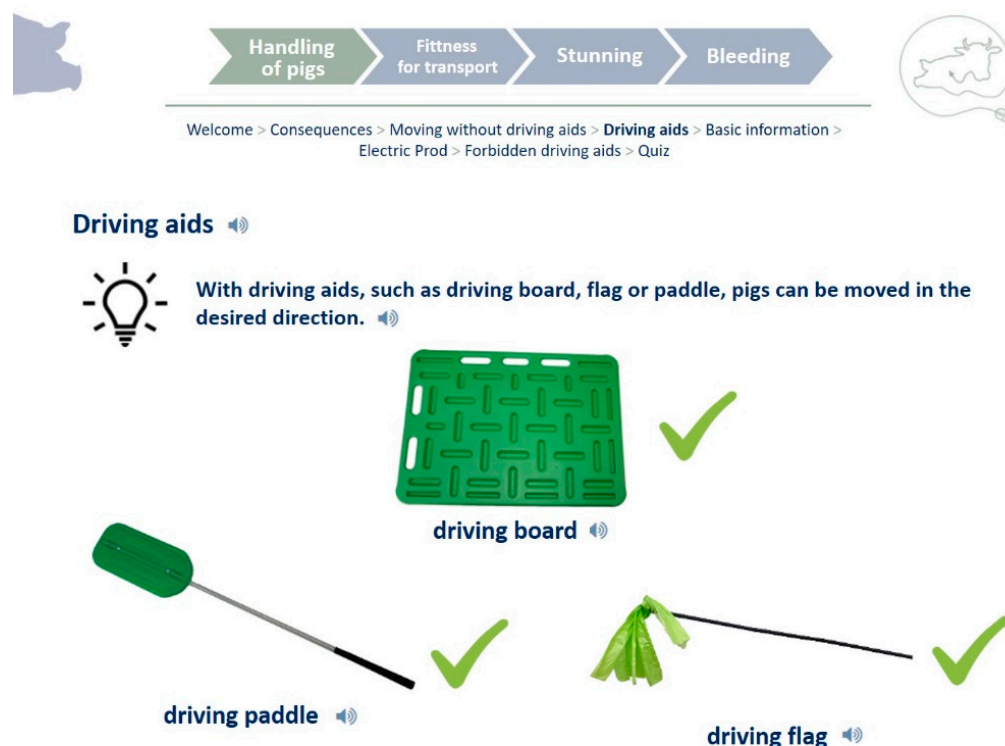 Handling
of pigs
Fittness
for transport
Stunning
Bleeding
Welcome > Consequences > Moving without driving aids > Driving aids > Basic information >
Electric Prod > Forbidden driving aids > Quiz
Driving aids
With driving aids, such as driving board, flag or paddle, pigs can be moved in the
desired direction.
driving board
driving paddle
driving flag